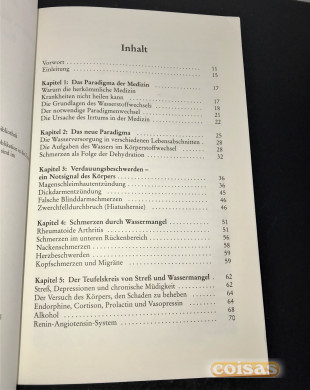 Inhalt
Vorwort 11
Einleitung 15
Kapitel 1: Das Paradigma der Medizin
Warum die herkömmliche Medizin
Krankheiten nicht heilen kann 17
Die Grundlagen des Wasserstoffwechsels 17
Der notwendige Paradigmenwechsel 18
Die Ursache des Irrtums in der Medizin 21
22
Kapitel 2: Das neue Paradigma 25
Die Wasserversorgung in verschiedenen Lebensabschnitten 28
Die Aufgaben des Wassers im Körperstoffwechsel 28
Schmerzen als Folge der Dehydration 32
Kapitel 3: Verdauungsbeschwerden –
ein Notsignal des Körpers 36
Magenschleimhautentzündung 36
Dickdarmentzündung 45
Falsche Blinddarmschmerzen 46
Zwerchfelldurchbruch (Hiatushernie) 46
Kapitel 4: Schmerzen durch Wassermangel 51
Rheumatoide Arthritis 51
Schmerzen im unteren Rückenbereich 56
Nackenschmerzen 58
Herzbeschwerden 59
Kopfschmerzen und Migräne
Kapitel 5: Der Teufelskreis von Streß und Wassermangel 62
Streß, Depressionen und chronische Müdigkeit 62
Der Versuch des Körpers, den Schaden zu beheben 64
Endorphine, Cortison, Prolactin und Vasopressin 64
Alkohol 68
Renin-Angiotensin-System 70
coisas